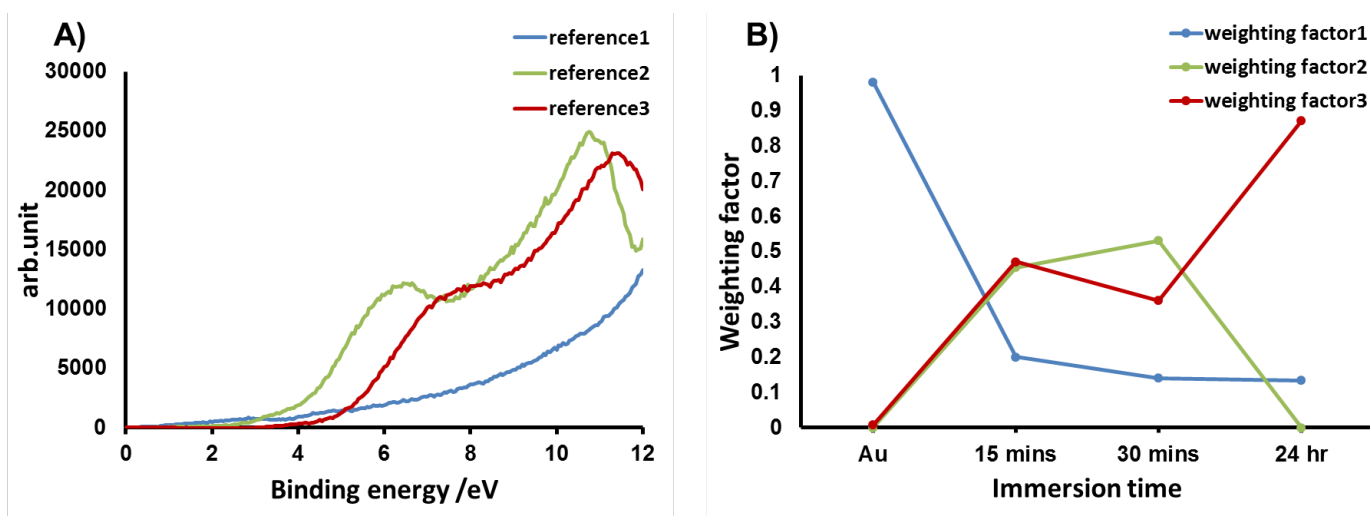 A)
reference1
reference2
reference3
30000
25000
20000
15000
10000
5000
0
arb.unit
0 2 4 6 8 10 12
Binding energy /eV
B)
weighting factor1
weighting factor2
weighting factor3
1
0.9
0.8
0.7
0.6
0.5
0.4
0.3
0.2
0.1
0
Weighting factor
Au 15 mins 30 mins 24 hr
Immersion time